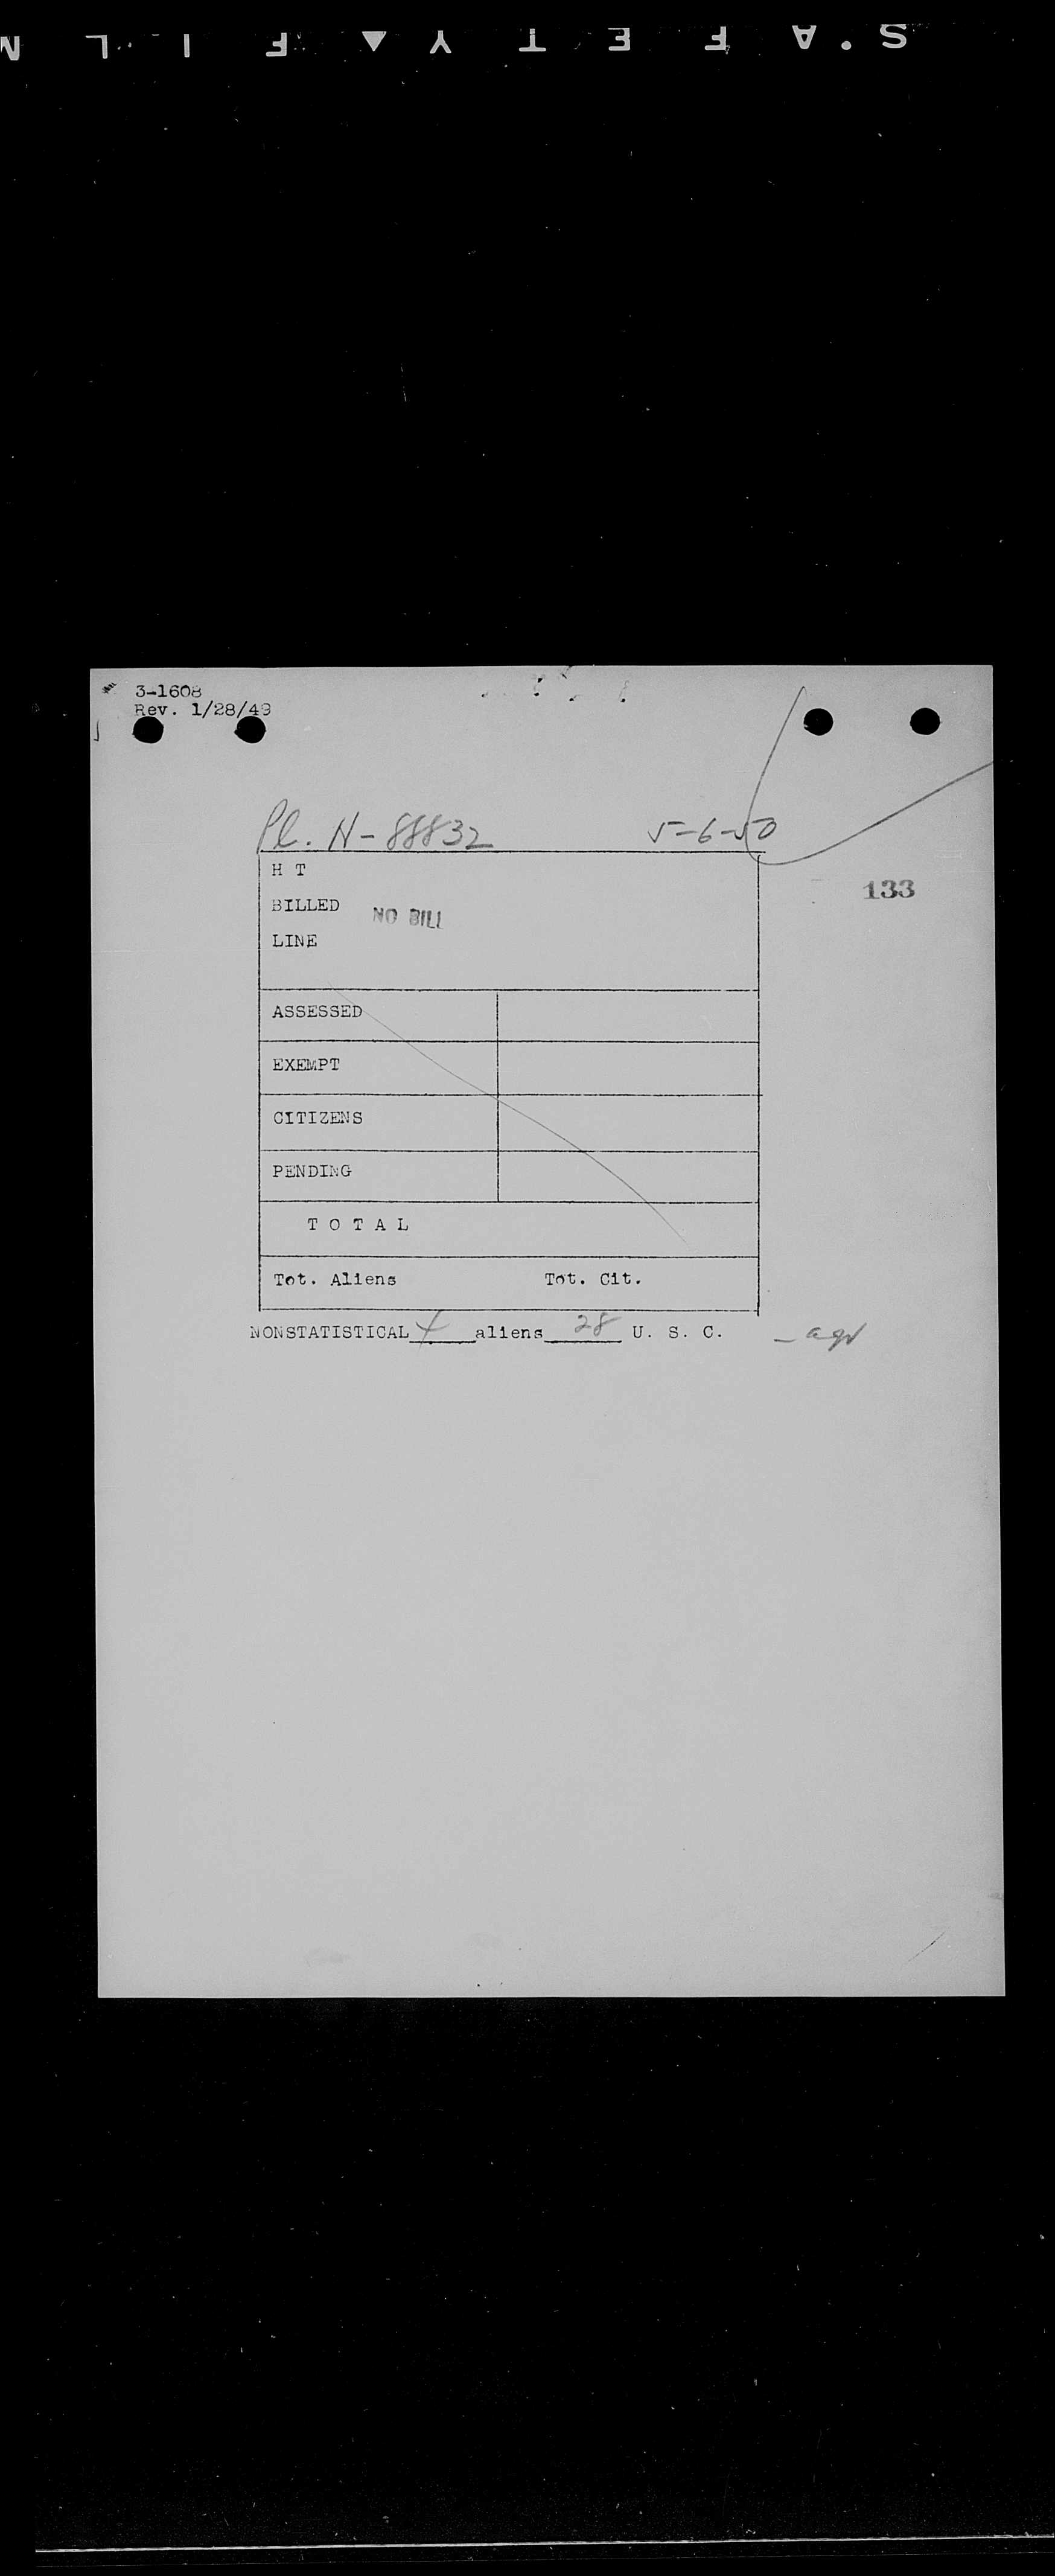 S·A F E T Y ▲ F I L M
3-1608
Rev. 1/28/49
Pl. N-88832 5-6-50
133
H T
BILLED NO BILL
LINE
ASSESSED
EXEMPT
CITIZENS
PENDING
T O T A L
Tot. Aliens Tot. Cit.
NONSTATISTICAL 4 aliens 28 U. S. C.